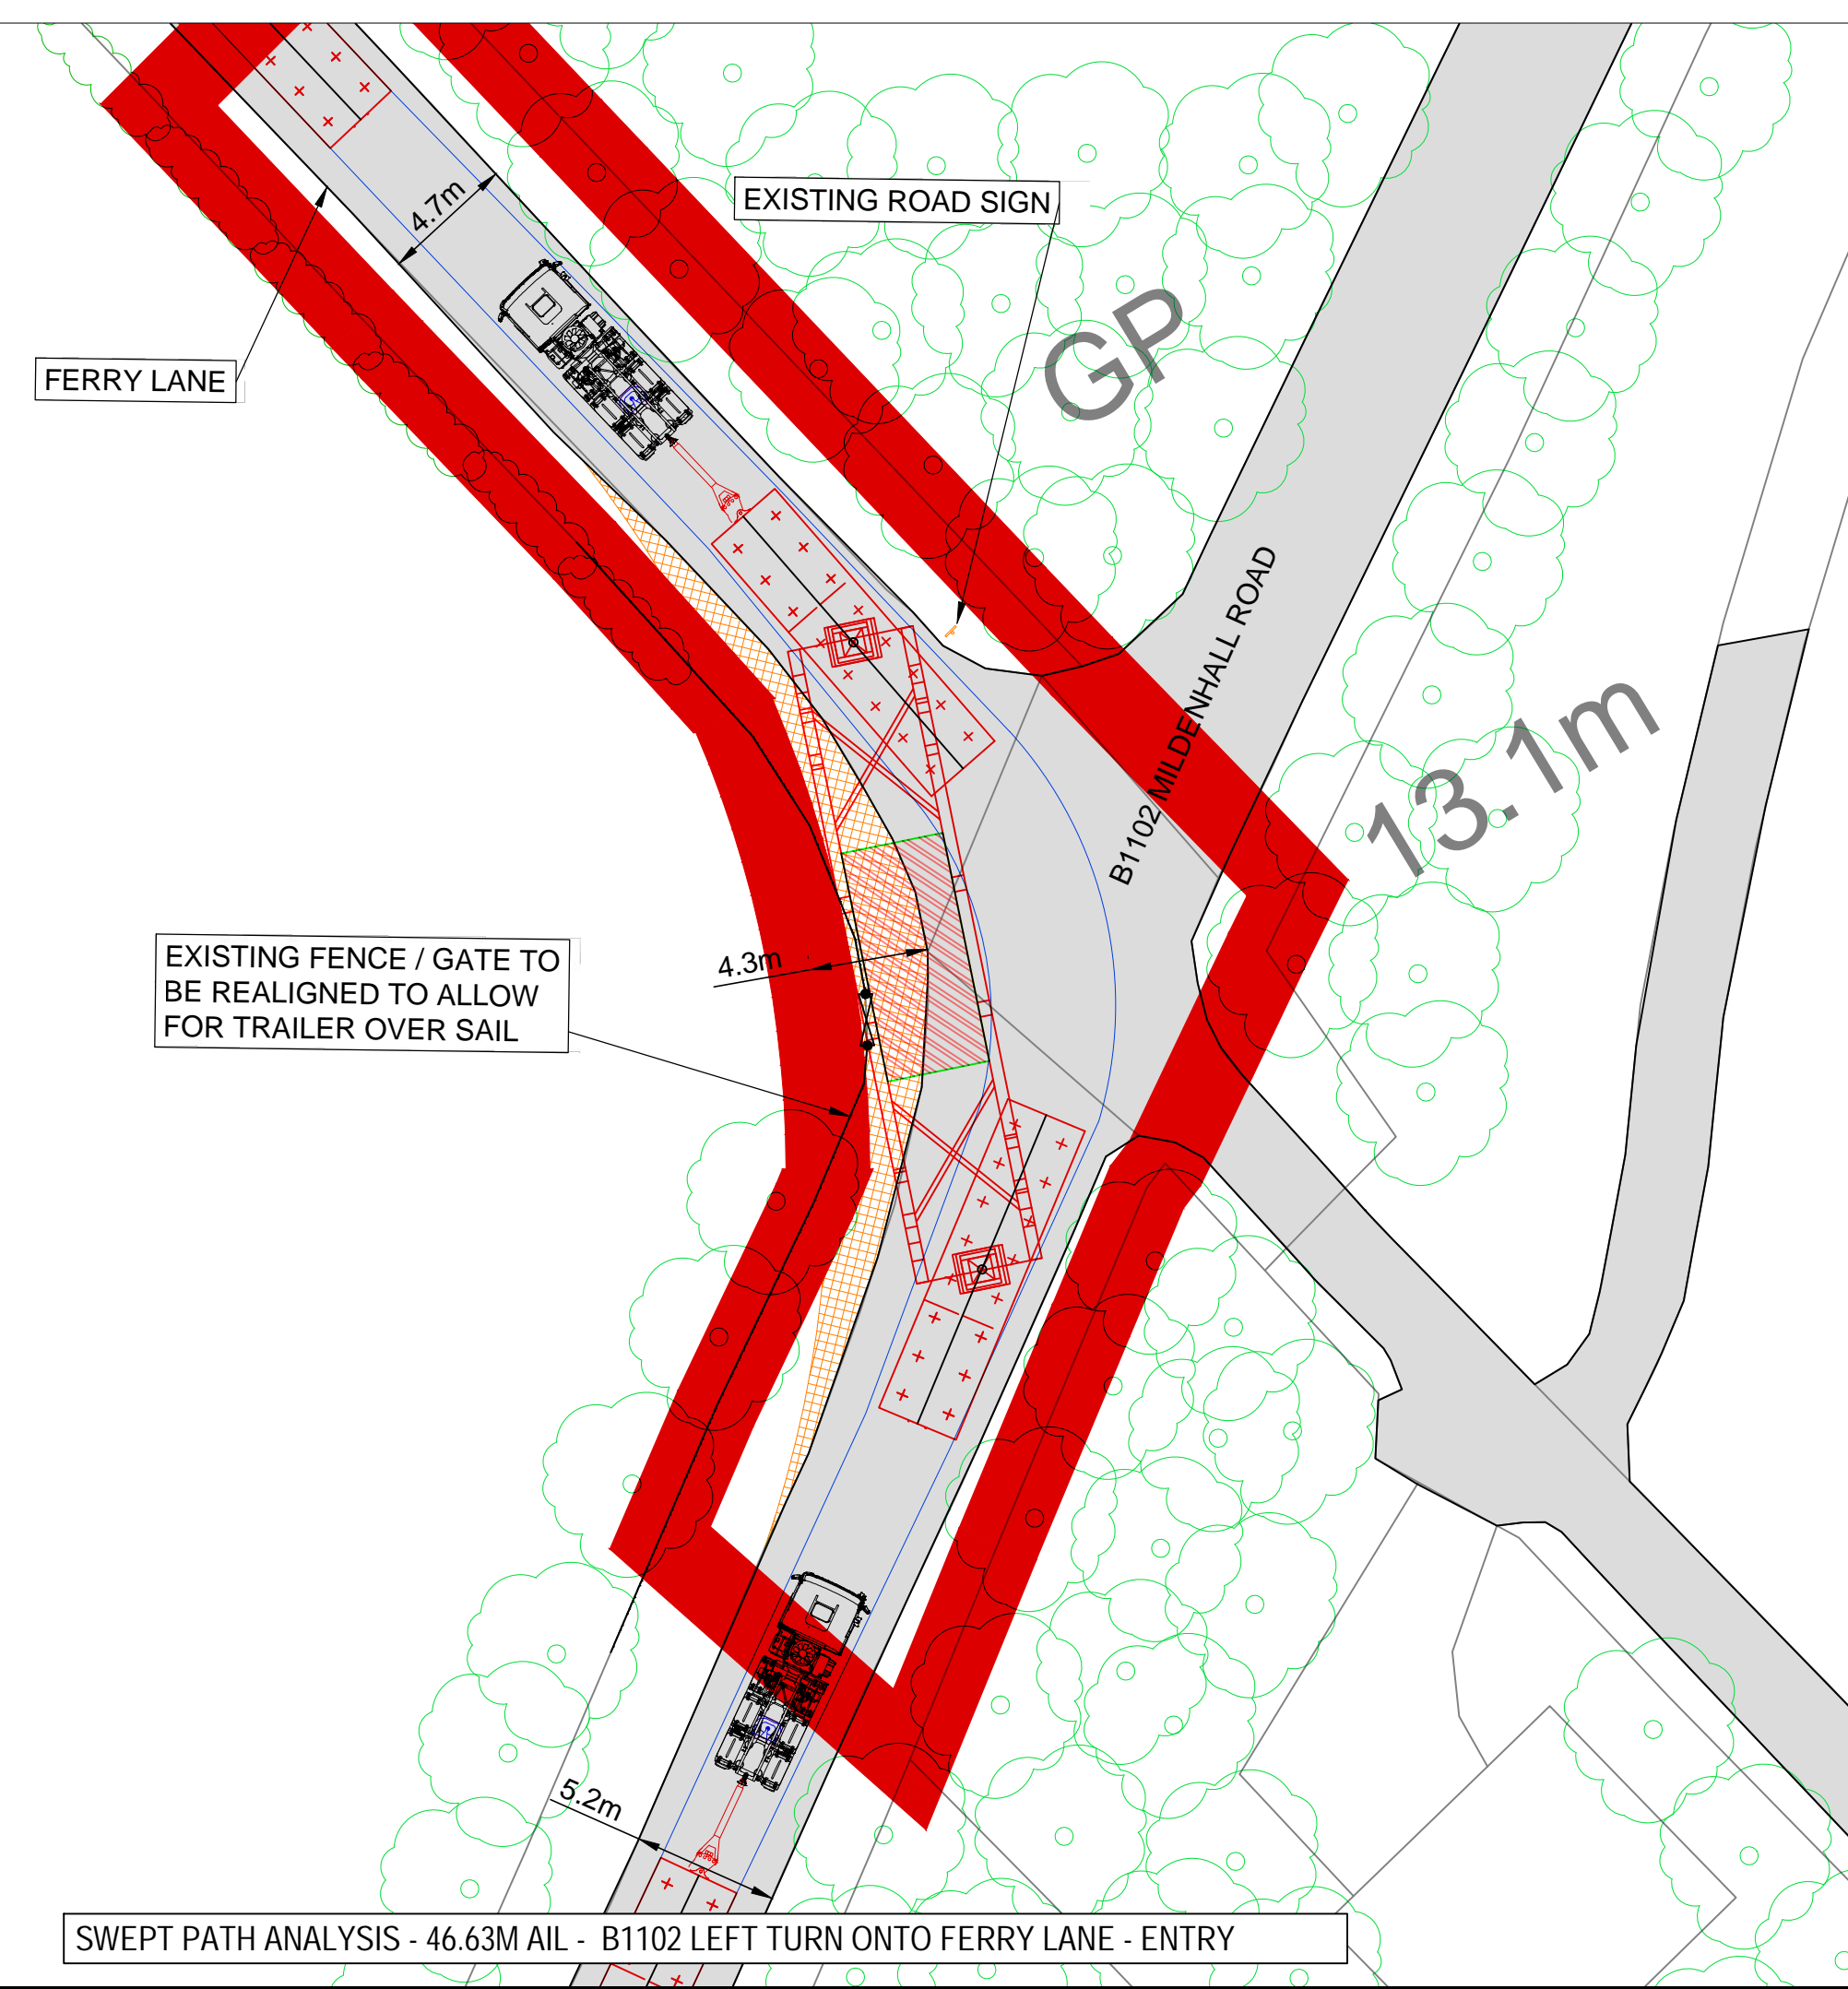 4.7m
EXISTING ROAD SIGN
GP
FERRY LANE
B1102 MILDENHALL ROAD
13.1m
EXISTING FENCE / GATE TO
BE REALIGNED TO ALLOW
FOR TRAILER OVER SAIL
4.3m
5.2m
SWEPT PATH ANALYSIS - 46.63M AIL - B1102 LEFT TURN ONTO FERRY LANE - ENTRY